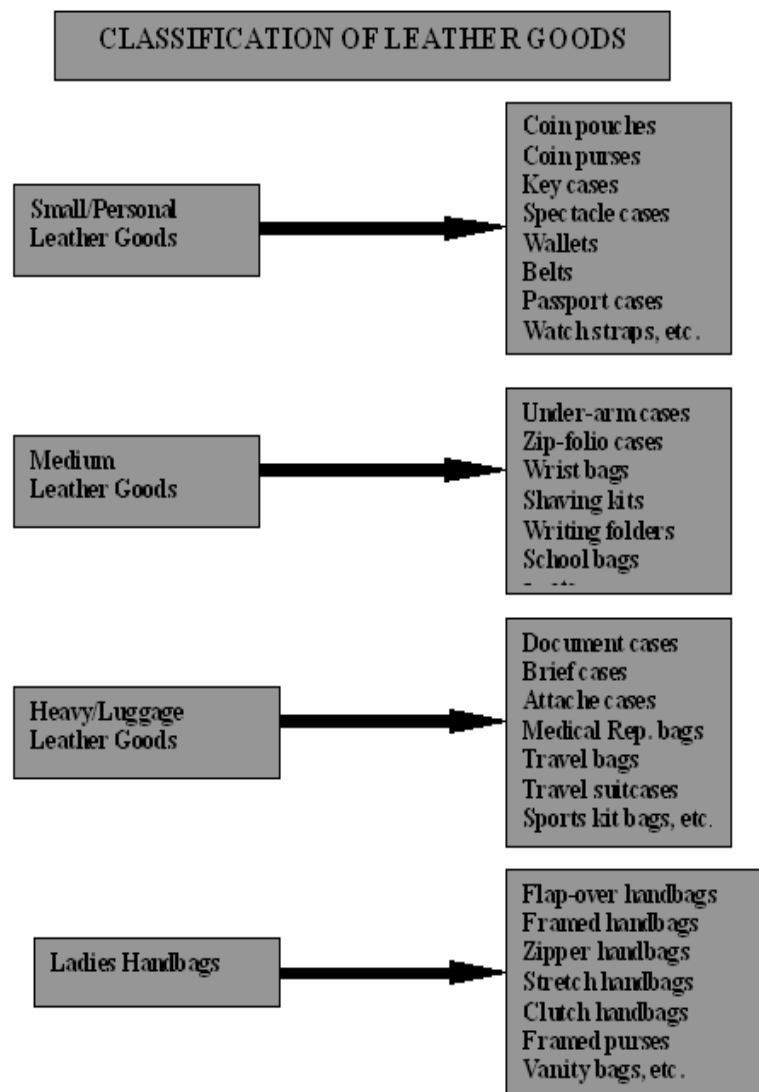 CLASSIFICATION OF LEATHER GOODS
Small/Personal
Leather Goods
Coin pouches
Coin purses
Key cases
Spectacle cases
Wallets
Belts
Passport cases
Watch straps, etc.
Medium
Leather Goods
Under-arm cases
Zip-folio cases
Wrist bags
Shaving kits
Writing folders
School bags
Heavy/Luggage
Leather Goods
Document cases
Brief cases
Attache cases
Medical Rep. bags
Travel bags
Travel suitcases
Sports kit bags, etc.
Ladies Handbags
Flap-over handbags
Framed handbags
Zipper handbags
Stretch handbags
Clutch handbags
Framed purses
Vanity bags, etc.